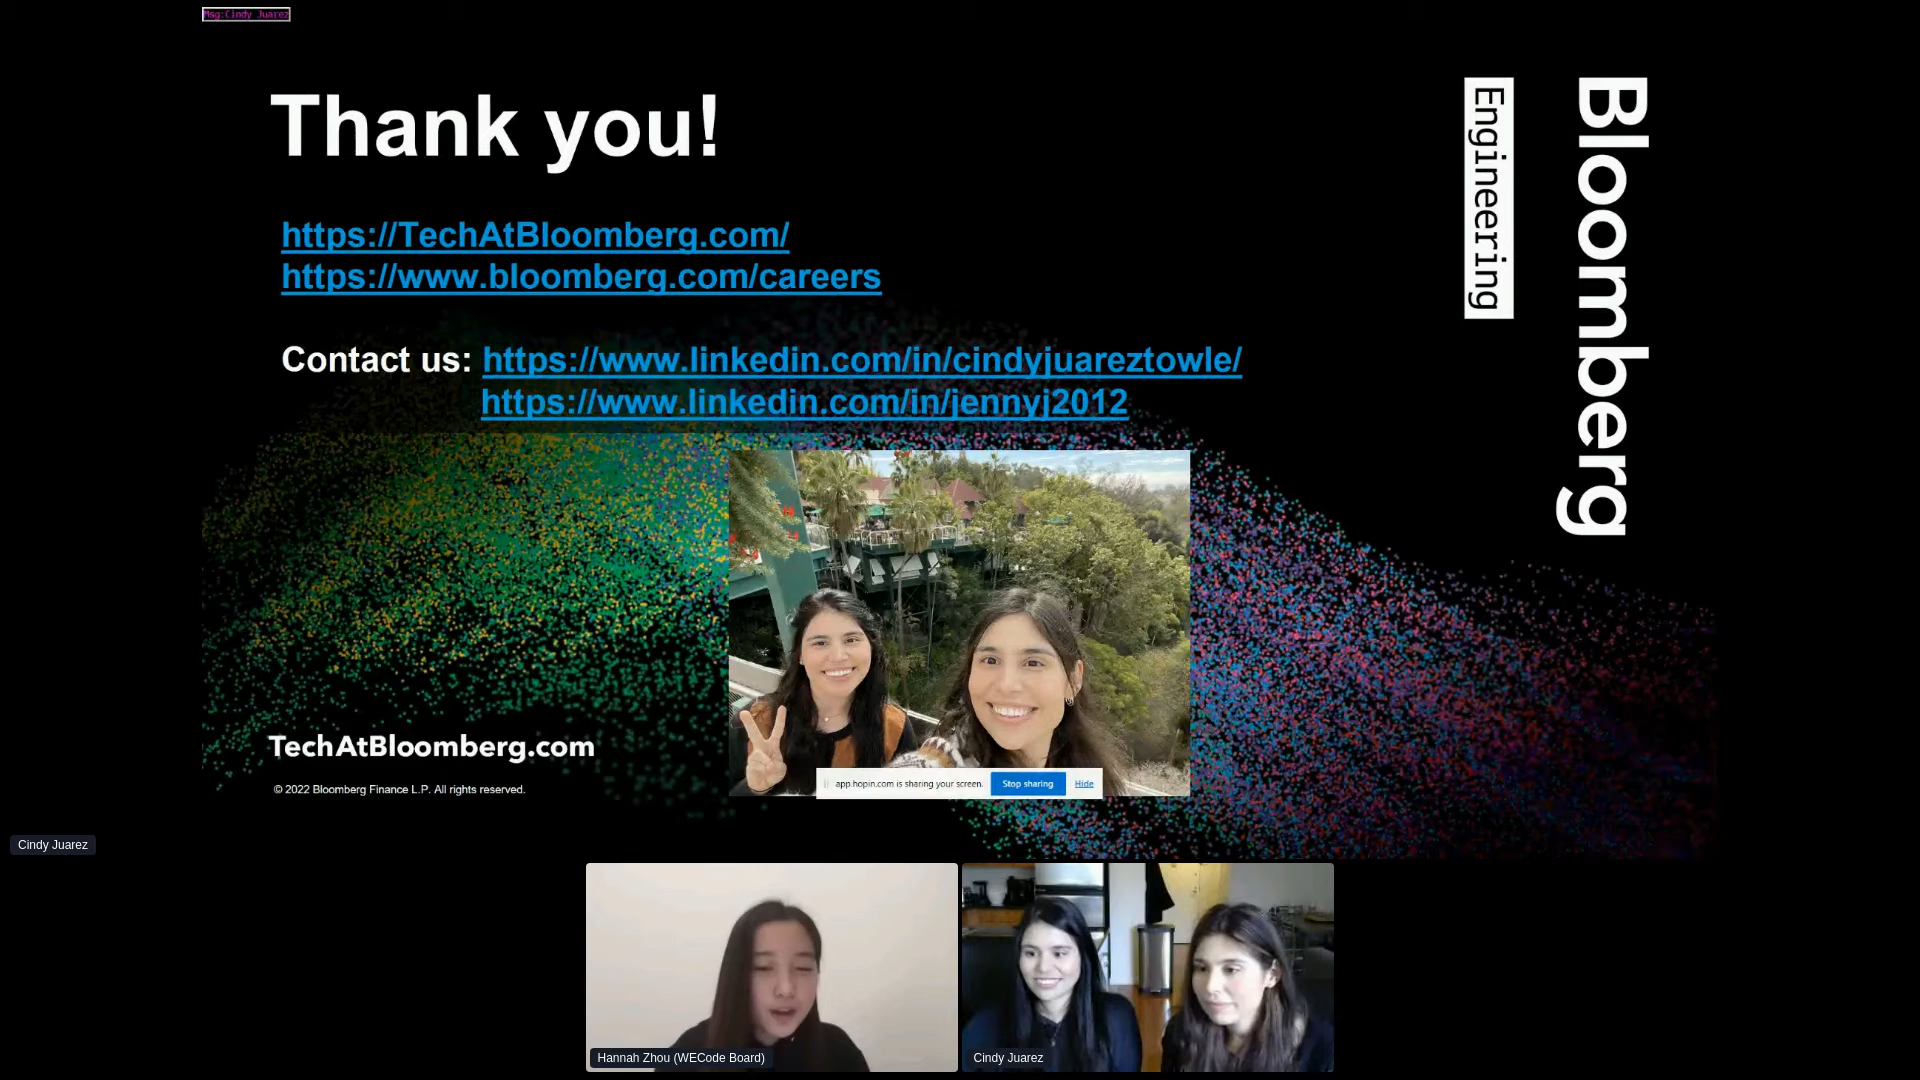 Msg:Cindy Juarez
Thank you!
https://TechAtBloomberg.com/
https://www.bloomberg.com/careers
Contact us: https://www.linkedin.com/in/cindyjuareztowle/
https://www.linkedin.com/in/jennyj2012
Engineering
Bloomberg
TechAtBloomberg.com
© 2022 Bloomberg Finance L.P. All rights reserved.
app.hopin.com is sharing your screen. Stop sharing Hide
Cindy Juarez
Hannah Zhou (WECode Board)
Cindy Juarez